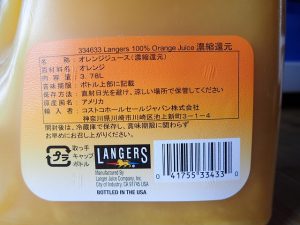 334633 Langers 100% Orange Juice 濃縮還元
名称 オレンジジュース(濃縮還元)
原材料名 オレンジ
内容量 3.78L
賞味期限 ボトル上部に記載
保存方法 直射日光を避け、涼しい場所で保管してください。
原産国名 アメリカ
輸入者 コストコホールセールジャパン株式会社
神奈川県川崎市川崎区池上新町3-1-4
開封後は、冷蔵庫で保存し、賞味期限に関わらず
お早めにお召し上がりください。
プラ
取っ手
キャップ
ボトル
LANGERS
Manufactured By
Langer Juice Company, Inc.
City of Industry, CA 91745 USA
BOTTLED IN THE USA
0 41755 33433 0